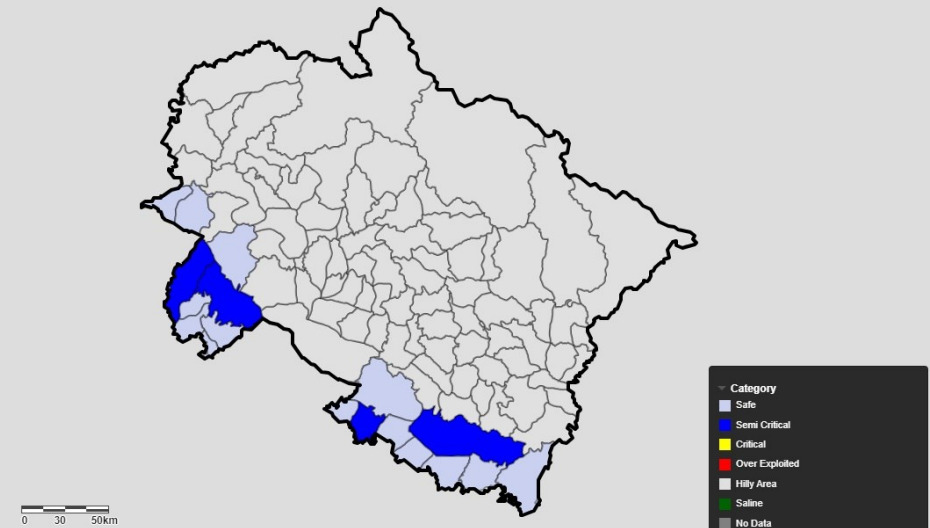 Category
Safe
Semi Critical
Critical
Over Exploited
Hilly Area
Saline
No Data
0 30 50km